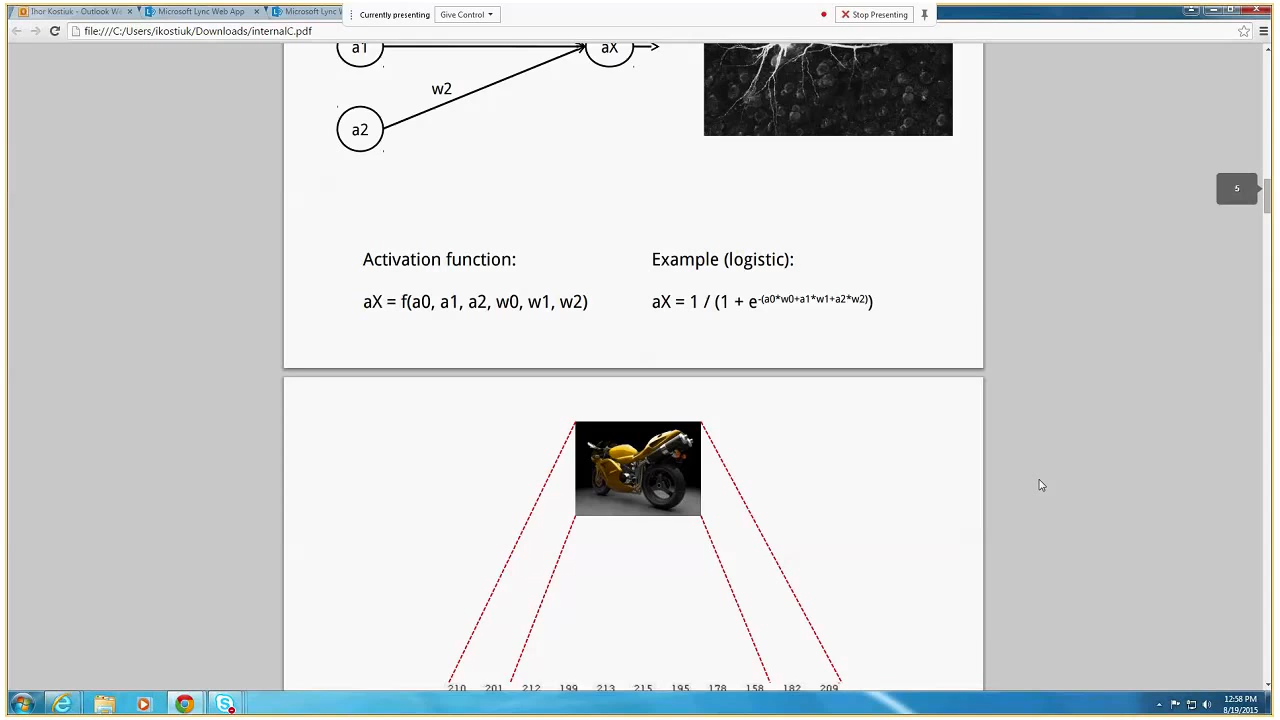 Ihor Kostiuk - Outlook We
Microsoft Lync Web App
Microsoft Lync W
Currently presenting
Give Control
Stop Presenting
file:///C:/Users/ikostiuk/Downloads/internalC.pdf
a1
aX
w2
a2
5
Activation function:
Example (logistic):
aX = f(a0, a1, a2, w0, w1, w2)
aX = 1 / (1 + e-(a0*w0+a1*w1+a2*w2))
210 201 212 199 213 215 195 178 158 182 209
12:58 PM
8/19/2015